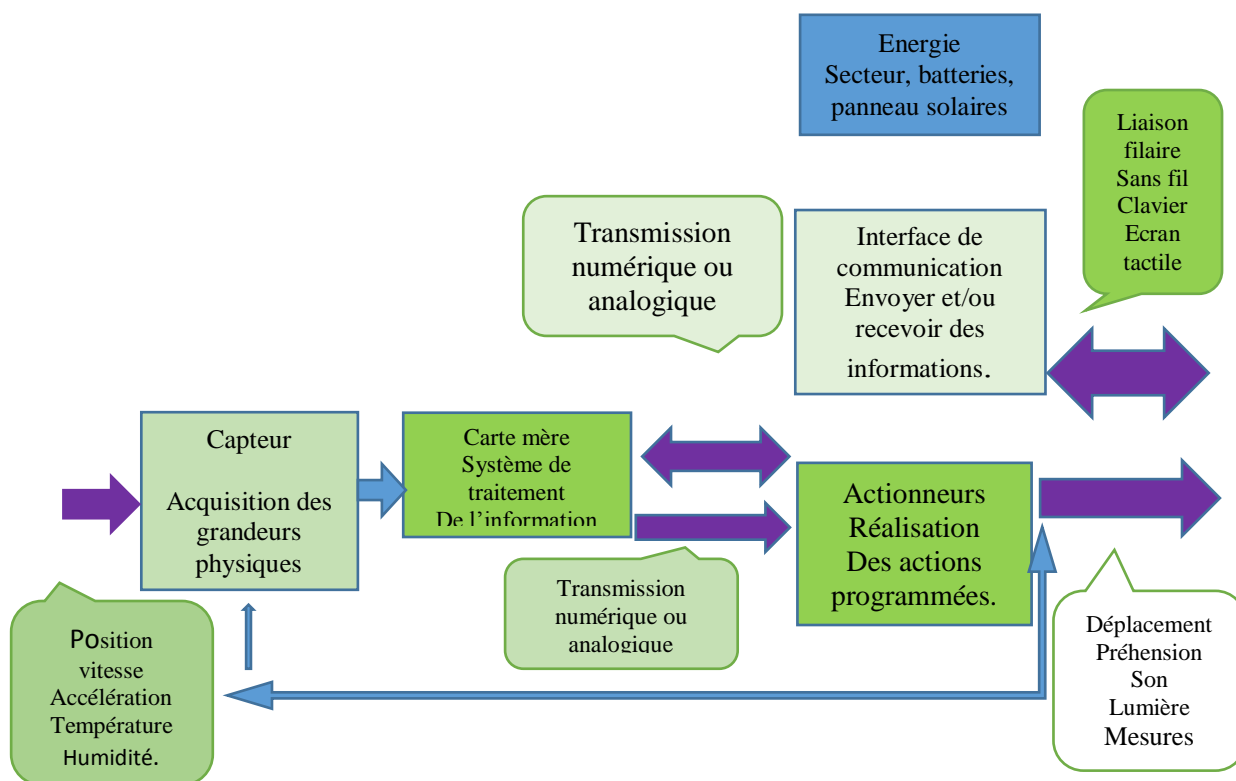 Energie
Secteur, batteries,
panneau solaires
Liaison
filaire
Sans fil
Clavier
Ecran
tactile
Transmission
numérique ou
analogique
Interface de
communication
Envoyer et/ou
recevoir des
informations.
Capteur
Acquisition des
grandeurs
physiques
Carte mère
Système de
traitement
De l’information
Actionneurs
Réalisation
Des actions
programmées.
Transmission
numérique ou
analogique
Position
vitesse
Accélération
Température
Humidité.
Déplacement
Préhension
Son
Lumière
Mesures